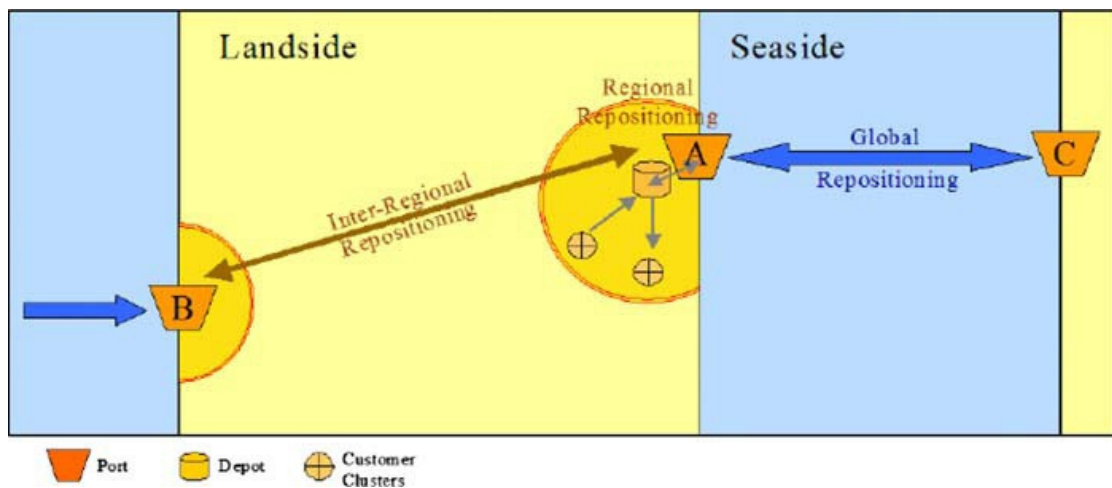 Landside
Seaside
Regional
Repositioning
A
Global
Repositioning
C
Inter-Regional
Repositioning
B
Port
Depot
Customer
Clusters